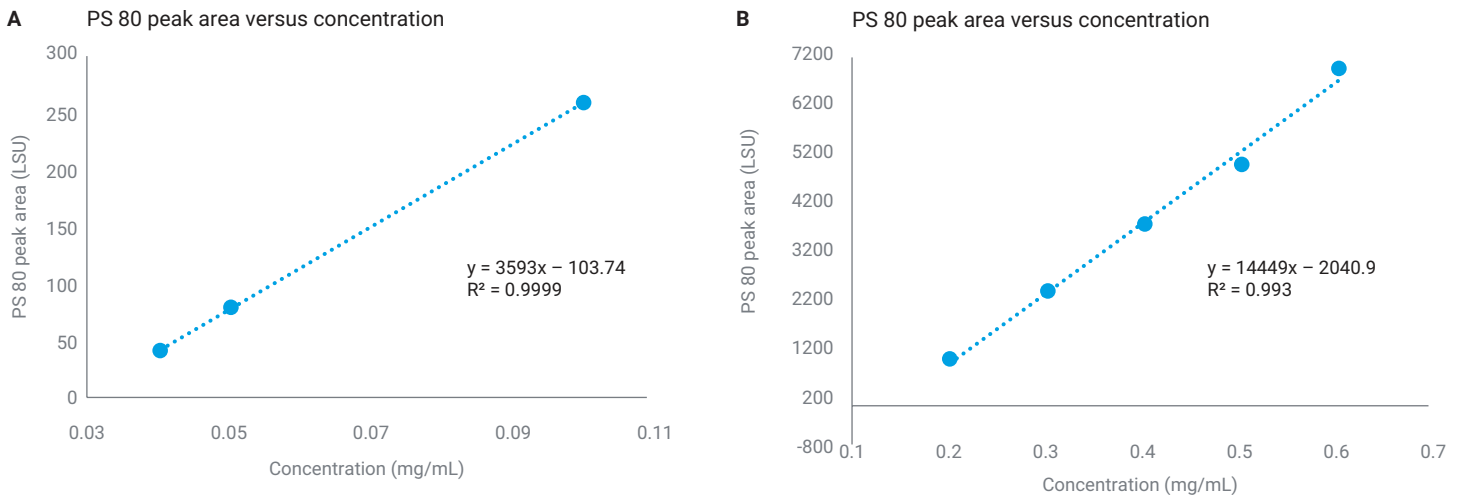 A
PS 80 peak area versus concentration
PS 80 peak area (LSU)
300
250
200
150
100
50
0
y = 3593x – 103.74
R² = 0.9999
0.03 0.05 0.07 0.09 0.11
Concentration (mg/mL)
B
PS 80 peak area versus concentration
PS 80 peak area (LSU)
7200
6200
5200
4200
3200
2200
1200
200
-800
y = 14449x – 2040.9
R² = 0.993
0.1 0.2 0.3 0.4 0.5 0.6 0.7
Concentration (mg/mL)